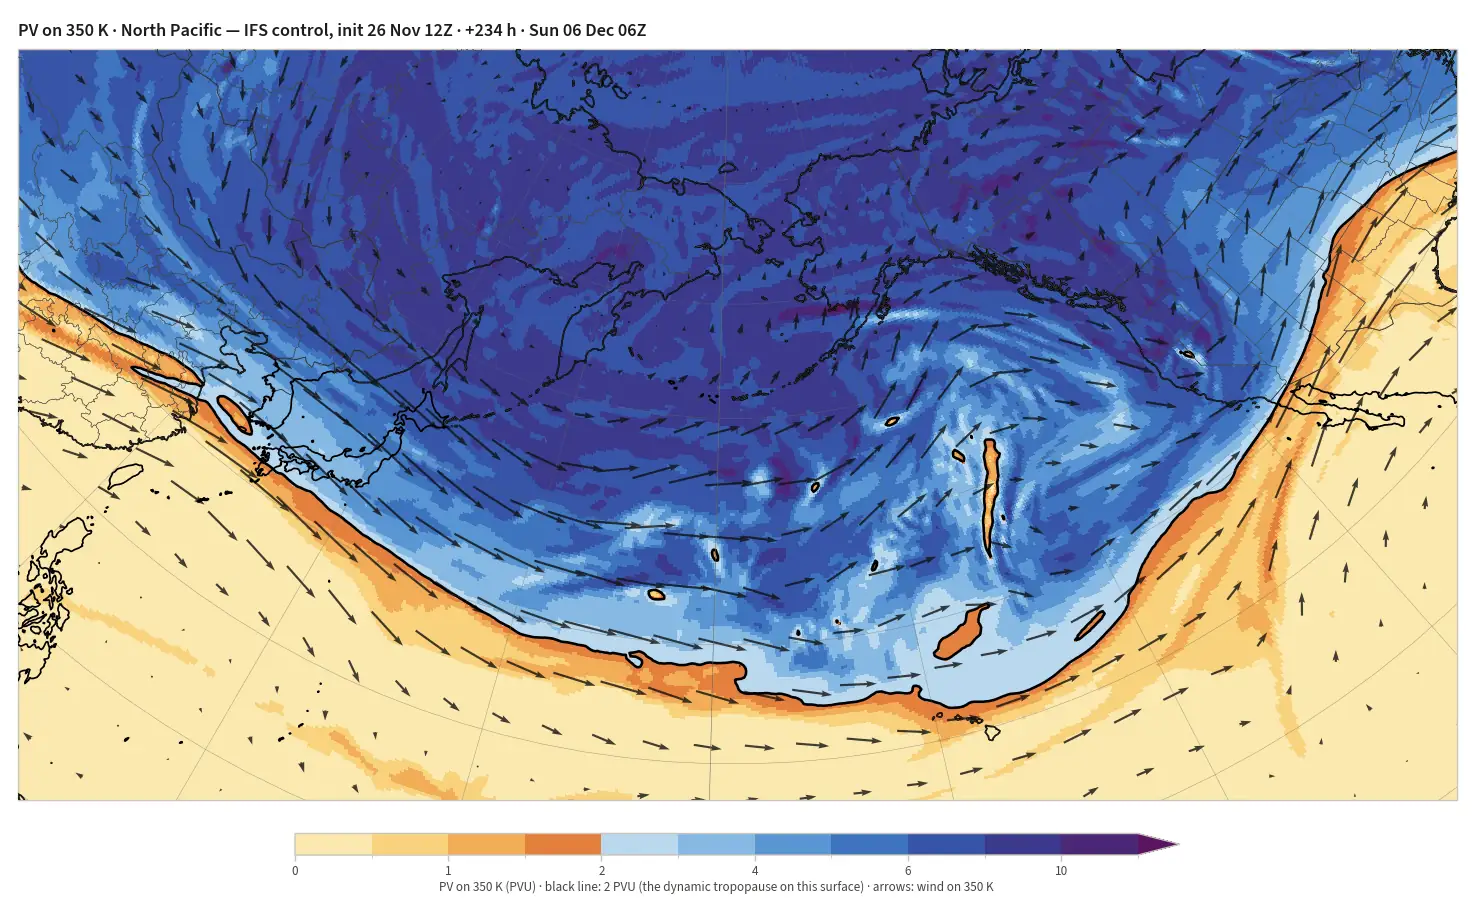 PV on 350 K · North Pacific — IFS control, init 26 Nov 12Z · +234 h · Sun 06 Dec 06Z
0 1 2 4 6 10
PV on 350 K (PVU) · black line: 2 PVU (the dynamic tropopause on this surface) · arrows: wind on 350 K